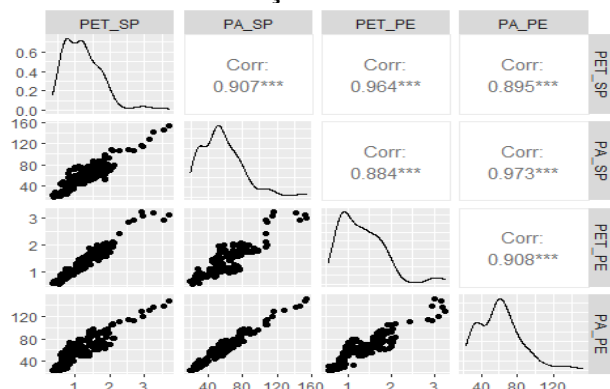 PET_SP PA_SP PET_PE PA_PE
0.6
0.4
0.2
0.0
Corr:
0.907***
Corr:
0.964***
Corr:
0.895***
PET_SP
160
120
80
40
Corr:
0.884***
Corr:
0.973***
PA_SP
3
2
1
Corr:
0.908***
PET_PE
120
80
40
PA_PE
1 2 3 40 80 120 160 1 2 3 40 80 120